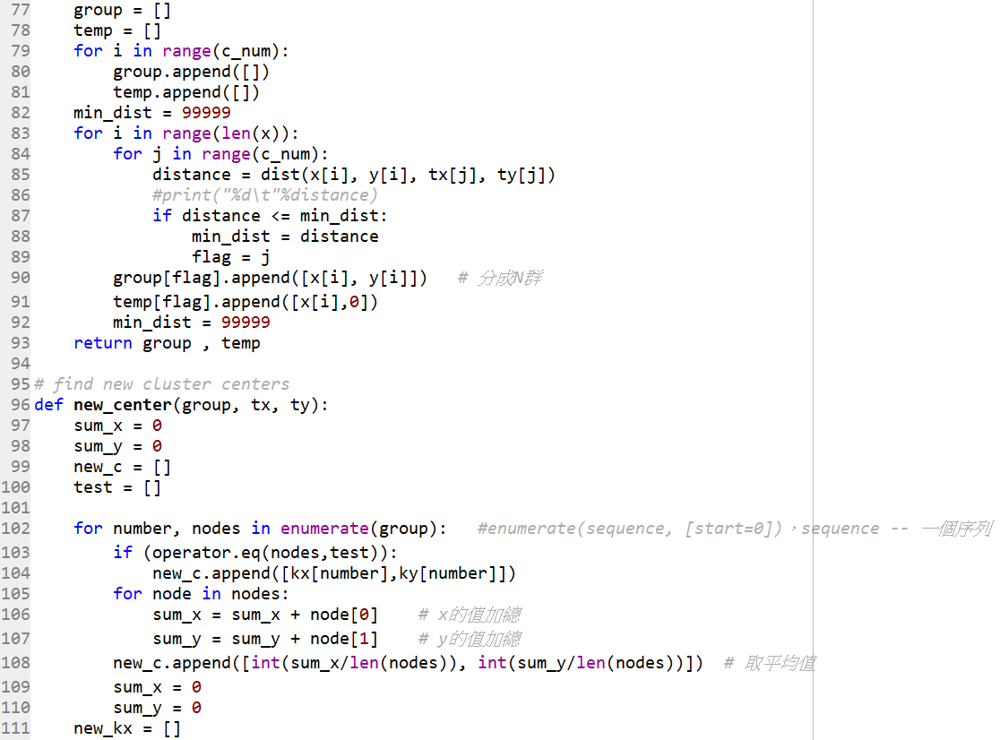 77 group = []
78 temp = []
79 for i in range(c_num):
80 group.append([])
81 temp.append([])
82 min_dist = 99999
83 for i in range(len(x)):
84 for j in range(c_num):
85 distance = dist(x[i], y[i], tx[j], ty[j])
86 #print("%d\t"%distance)
87 if distance <= min_dist:
88 min_dist = distance
89 flag = j
90 group[flag].append([x[i], y[i]]) # 分成N群
91 temp[flag].append([x[i],0])
92 min_dist = 99999
93 return group , temp
94
95 # find new cluster centers
96 def new_center(group, tx, ty):
97 sum_x = 0
98 sum_y = 0
99 new_c = []
100 test = []
101
102 for number, nodes in enumerate(group): #enumerate(sequence, [start=0])，sequence -- 一個序列
103 if (operator.eq(nodes,test)):
104 new_c.append([kx[number],ky[number]])
105 for node in nodes:
106 sum_x = sum_x + node[0] # x的值加總
107 sum_y = sum_y + node[1] # y的值加總
108 new_c.append([int(sum_x/len(nodes)), int(sum_y/len(nodes))]) # 取平均值
109 sum_x = 0
110 sum_y = 0
111 new_kx = []